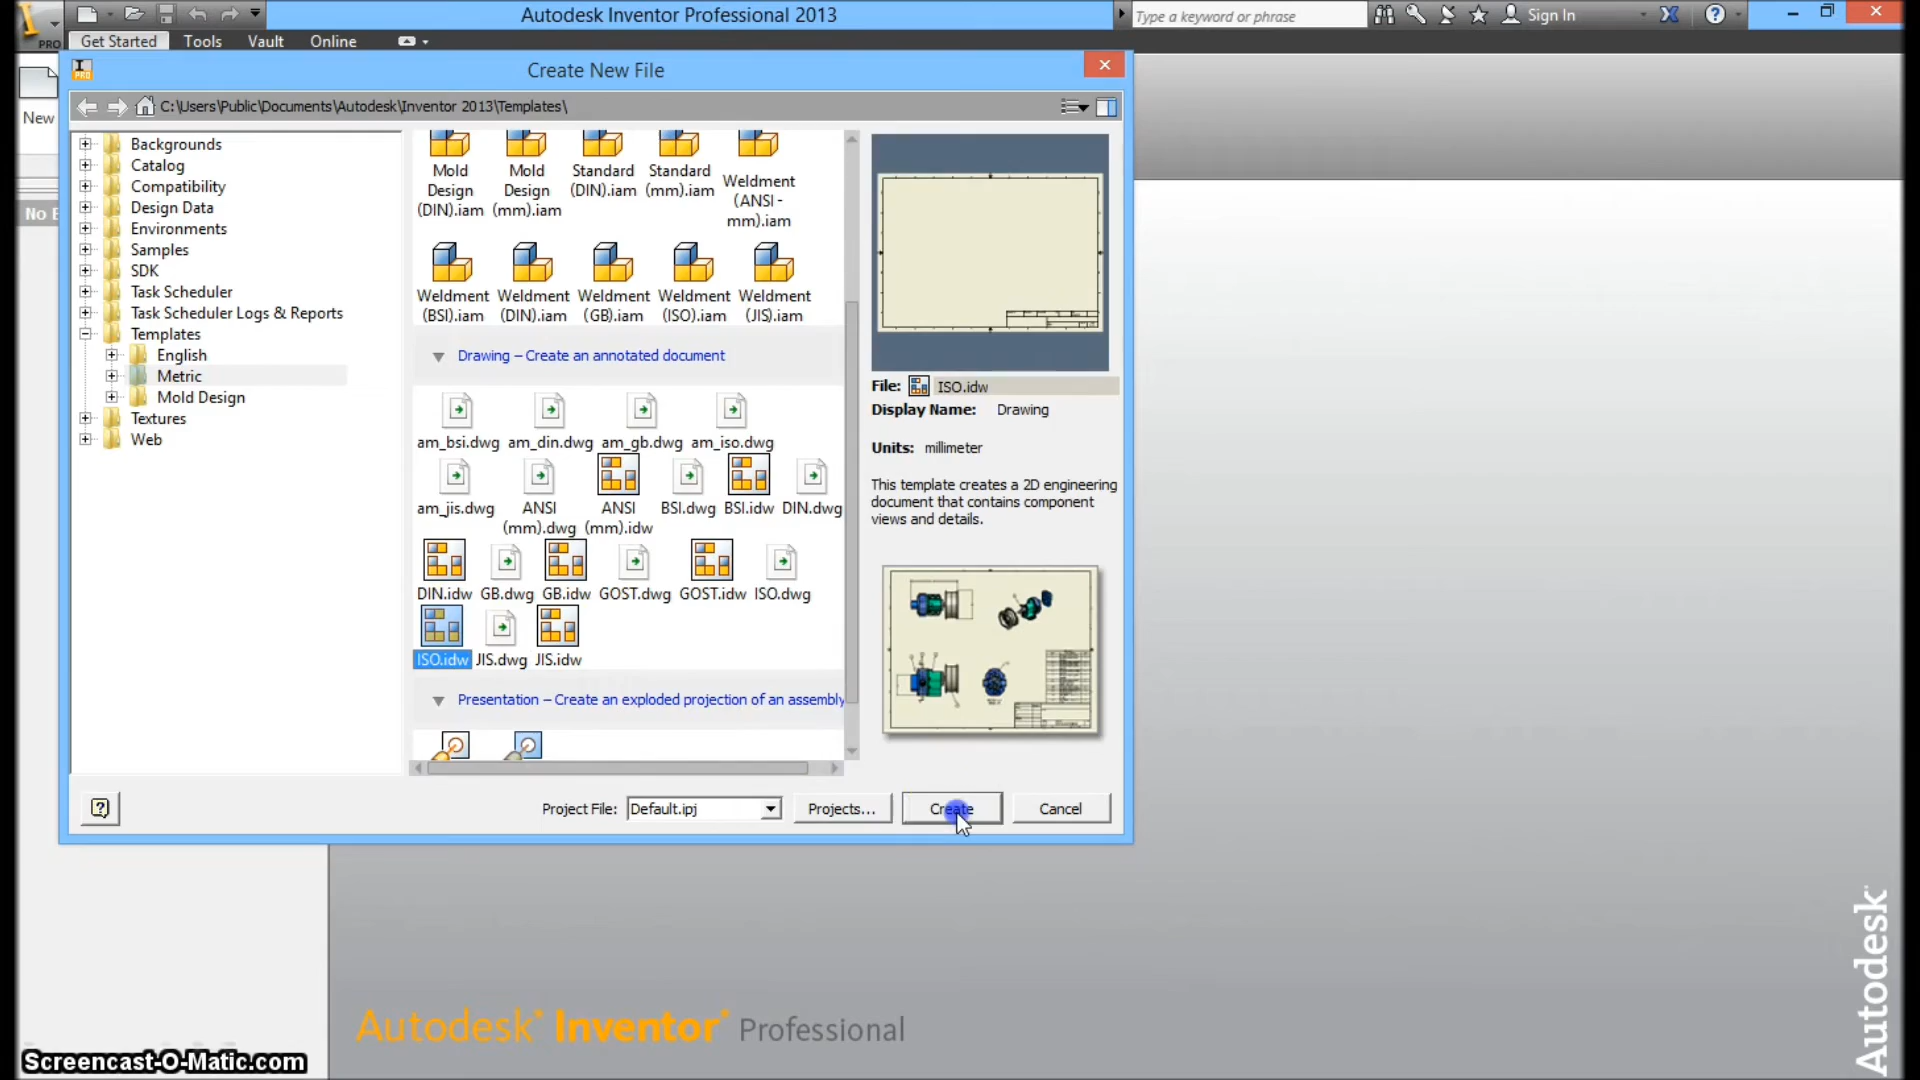 Autodesk Inventor Professional 2013
Type a keyword or phrase
Sign In
PRO
Get Started
Tools
Vault
Online
Create New File
New
C:\Users\Public\Documents\Autodesk\Inventor 2013\Templates\
No
Backgrounds
Catalog
Compatibility
Design Data
Environments
Samples
SDK
Task Scheduler
Task Scheduler Logs & Reports
Templates
English
Metric
Mold Design
Textures
Web
Mold Design (DIN).iam
Mold Design (mm).iam
Standard (DIN).iam
Standard (mm).iam
Weldment (ANSI - mm).iam
Weldment (BSI).iam
Weldment (DIN).iam
Weldment (GB).iam
Weldment (ISO).iam
Weldment (JIS).iam
Drawing – Create an annotated document
am_bsi.dwg
am_din.dwg
am_gb.dwg
am_iso.dwg
am_jis.dwg
ANSI (mm).dwg
ANSI (mm).idw
BSI.dwg
BSI.idw
DIN.dwg
DIN.idw
GB.dwg
GB.idw
GOST.dwg
GOST.idw
ISO.dwg
ISO.idw
JIS.dwg
JIS.idw
Presentation – Create an exploded projection of an assembly
File: ISO.idw
Display Name: Drawing
Units: millimeter
This template creates a 2D engineering
document that contains component
views and details.
Project File: Default.ipj
Projects...
Create
Cancel
Autodesk Inventor Professional
Autodesk
Screencast-O-Matic.com